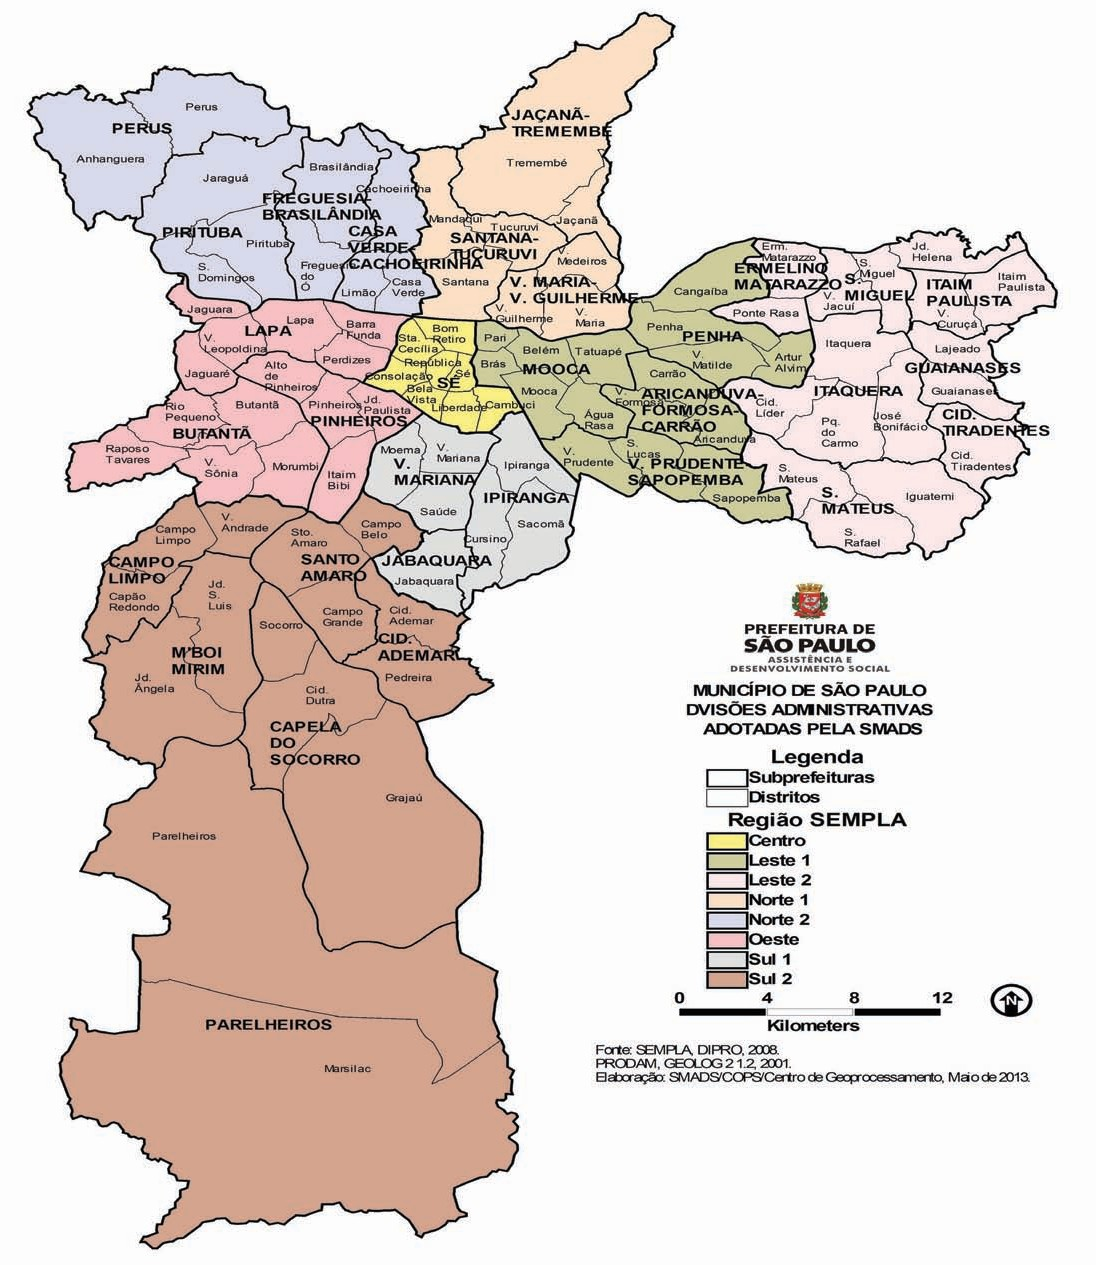 JAÇANÃ-
TREMEMBÉ
Tremembé
Jaçanã
Perus
PERUS
Anhanguera
Brasilândia
Jaraguá
Cachoeirinha
FREGUESIA-
BRASILÂNDIA
PIRITUBA
Pirituba
CASA
VERDE-
CACHOEIRINHA
S.
Domingos
Freguesia
do
Ó
Limão
Casa
Verde
Mandaqui
Tucuruvi
SANTANA-
TUCURUVI
Santana
V.
Medeiros
V. MARIA-
V. GUILHERME
V.
Guilherme
V.
Maria
Cangaíba
Erm.
Matarazzo
ERMELINO
MATARAZZO
Ponte Rasa
S.
Miguel
S.
MIGUEL
V.
Jacuí
Jd.
Helena
ITAIM
PAULISTA
Itaim
Paulista
V.
Curuçá
Jaguara
Lapa
LAPA
Barra
Funda
V.
Leopoldina
Perdizes
Jaguaré
Alto
de
Pinheiros
Bom
Retiro
Sta.
Cecília
República
Sé
Consolação
SÉ
Bela
Vista
Liberdade
Cambuci
Pari
Brás
Belém
Tatuapé
MOOCA
Mooca
Água
Rasa
Penha
PENHA
V.
Matilde
Artur
Alvim
Carrão
V.
Formosa
ARICANDUVA-
FORMOSA-
CARRÃO
Aricanduva
Itaquera
ITAQUERA
Cid.
Líder
Pq.
do
Carmo
José
Bonifácio
Lajeado
GUAIANASES
Guaianases
CID.
TIRADENTES
Cid.
Tiradentes
Rio
Pequeno
Butantã
BUTANTÃ
Raposo
Tavares
V.
Sônia
Morumbi
Pinheiros
Jd.
Paulista
PINHEIROS
Itaim
Bibi
Moema
V.
Mariana
V.
MARIANA
Saúde
Ipiranga
IPIRANGA
Sacomã
Cursino
V.
Prudente
S.
Lucas
V. PRUDENTE-
SAPOPEMBA
Sapopemba
S.
Mateus
S.
MATEUS
Iguatemi
S.
Rafael
Campo
Limpo
V.
Andrade
CAMPO
LIMPO
Capão
Redondo
Sto.
Amaro
Campo
Belo
SANTO
AMARO
Campo
Grande
JABAQUARA
Jabaquara
Jd.
S.
Luis
M'BOI
MIRIM
Jd.
Ângela
Socorro
Cid.
Ademar
CID.
ADEMAR
Pedreira
Cid.
Dutra
CAPELA
DO
SOCORRO
Grajaú
Parelheiros
PARELHEIROS
Marsilac
PREFEITURA DE
SÃO PAULO
ASSISTÊNCIA E
DESENVOLVIMENTO SOCIAL
MUNICÍPIO DE SÃO PAULO
DVISÕES ADMINISTRATIVAS
ADOTADAS PELA SMADS
Legenda
Subprefeituras
Distritos
Região SEMPLA
Centro
Leste 1
Leste 2
Norte 1
Norte 2
Oeste
Sul 1
Sul 2
0 4 8 12
Kilometers
N
Fonte: SEMPLA, DIPRO, 2008.
PRODAM, GEOLOG 2 1.2, 2001.
Elaboração: SMADS/COPS/Centro de Geoprocessamento, Maio de 2013.